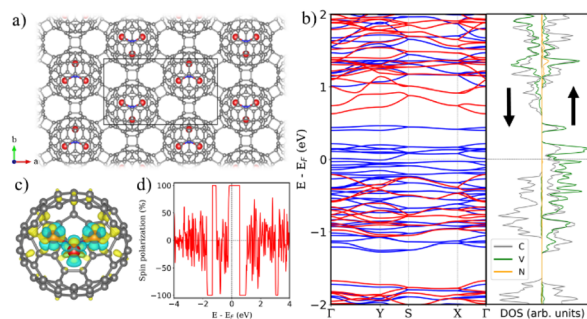 a)
b
a
c)
d)
Spin polarization (%)
100
50
0
-50
-100
-4
-2
0
2
4
E - E_F (eV)
b)
E - E_F (eV)
2
1
0
-1
-2
Γ
Y
S
X
Γ
C
V
N
DOS (arb. units)